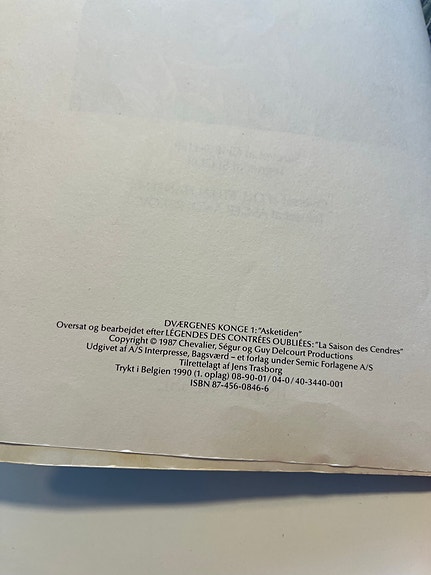 DVÆRGENES KONGE 1: "Asketiden"
Oversat og bearbejdet efter LÉGENDES DES CONTRÉES OUBLIÉES: "La Saison des Cendres"
Copyright © 1987 Chevalier, Ségur og Guy Delcourt Productions
Udgivet af A/S Interpresse, Bagsværd – et forlag under Semic Forlagene A/S
Tilrettelagt af Jens Trasborg
Trykt i Belgien 1990 (1. oplag) 08-90-01/04-0/40-3440-001
ISBN 87-456-0846-6